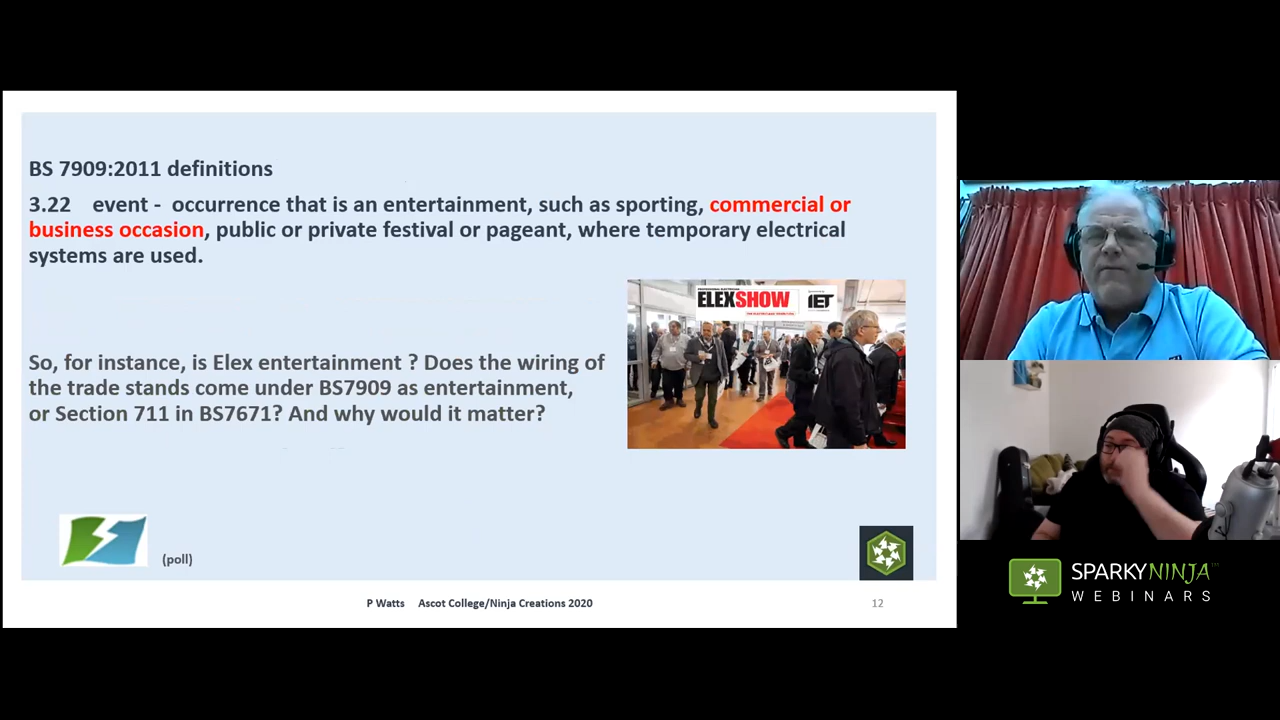 BS 7909:2011 definitions
3.22 event - occurrence that is an entertainment, such as sporting, commercial or
business occasion, public or private festival or pageant, where temporary electrical
systems are used.
ELEXSHOW
IET
So, for instance, is Elex entertainment ? Does the wiring of
the trade stands come under BS7909 as entertainment,
or Section 711 in BS7671? And why would it matter?
(poll)
P Watts Ascot College/Ninja Creations 2020
12
SPARKYNINJA™
WEBINARS